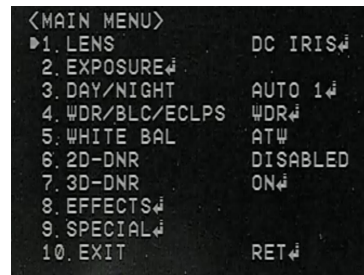 <MAIN MENU>
1. LENS DC IRIS↲
2. EXPOSURE↲
3. DAY/NIGHT AUTO 1↲
4. WDR/BLC/ECLPS WDR↲
5. WHITE BAL ATW
6. 2D-DNR DISABLED
7. 3D-DNR ON↲
8. EFFECTS↲
9. SPECIAL↲
10. EXIT RET↲